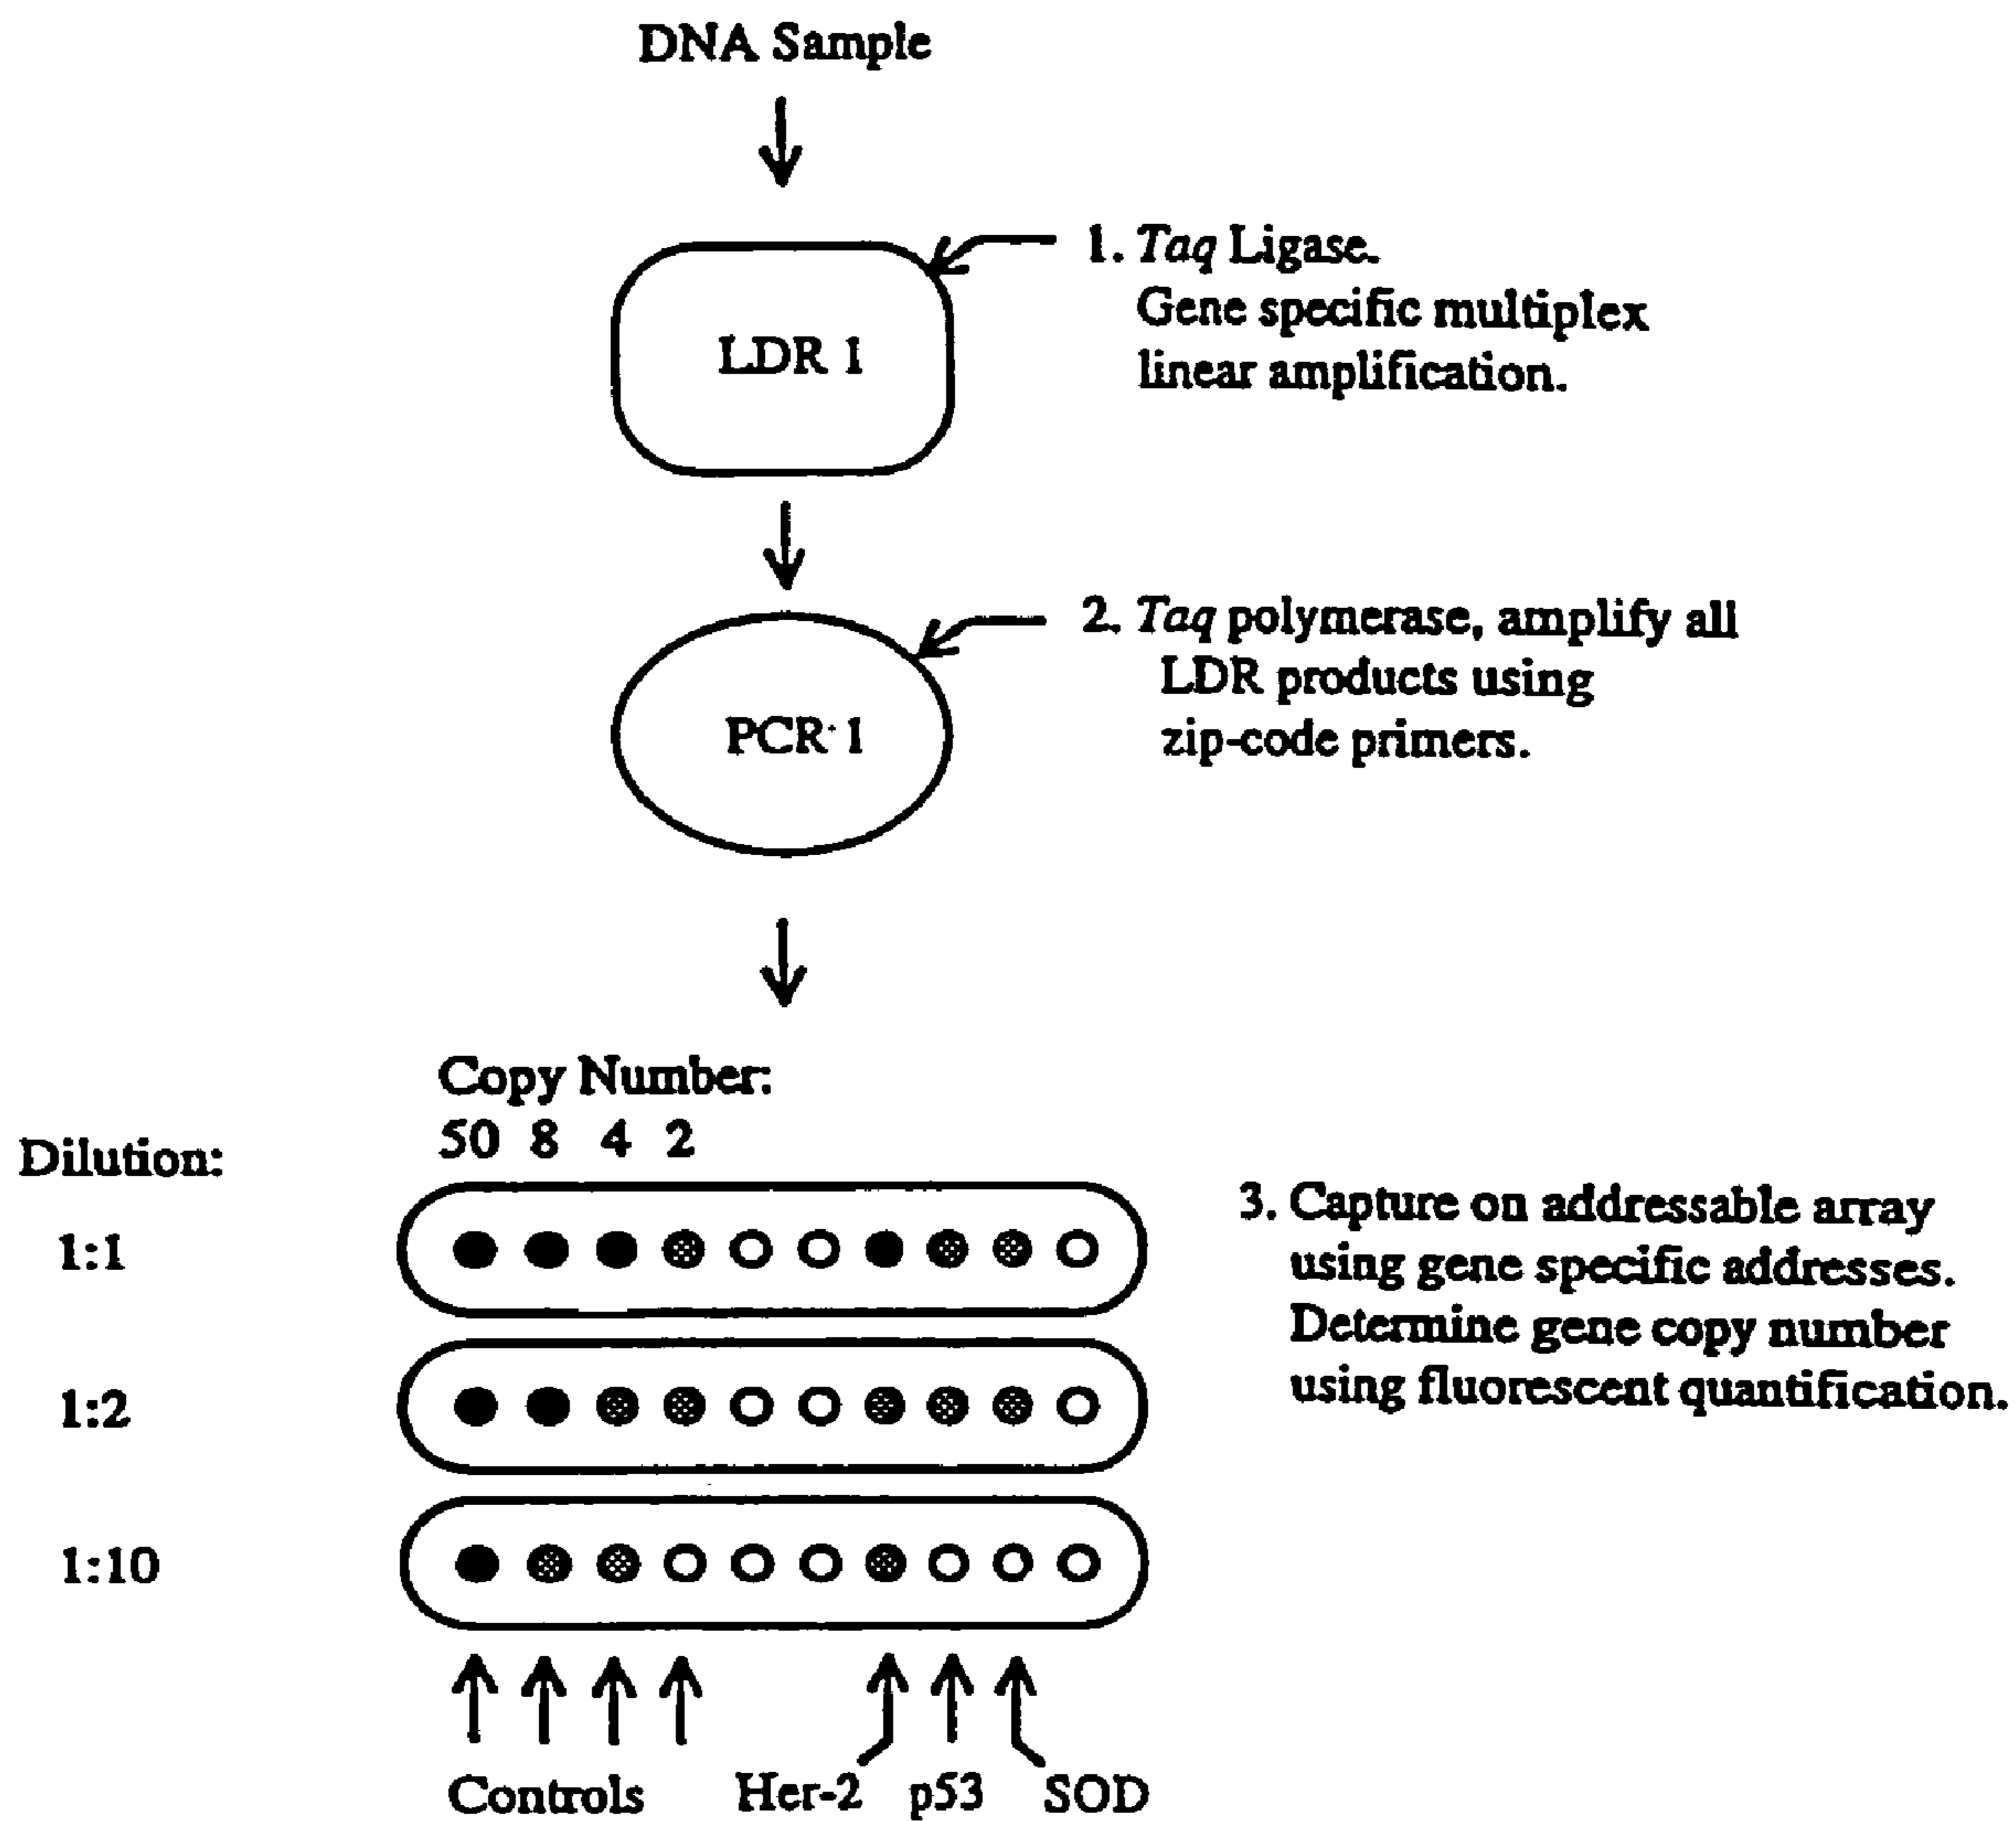 DNA Sample
1. Taq Ligase.
Gene specific multiplex
linear amplification.
LDR 1
2. Taq polymerase, amplify all
LDR products using
zip-code primers.
PCR 1
Copy Number:
50 8 4 2
Dilution:
1:1
3. Capture on addressable array
using gene specific addresses.
Determine gene copy number
using fluorescent quantification.
1:2
1:10
Controls Her-2 p53 SOD